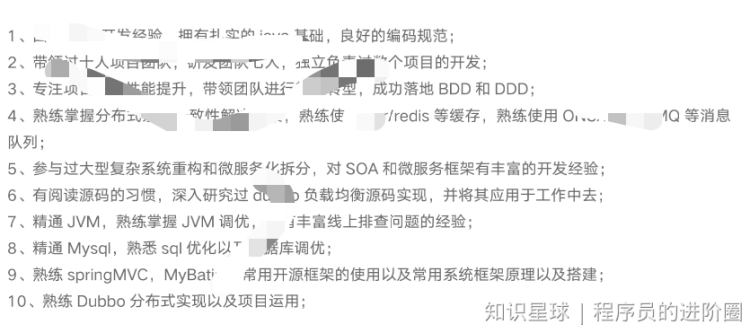 1、 开发经验，拥有扎实的 java 基础，良好的编码规范；
2、带领过十人项目团队，研发团队七人，独立负责过整个项目的开发；
3、专注项 性能提升，带领团队进行 转型，成功落地 BDD 和 DDD；
4、熟练掌握分布式 致性解决 ，熟练使 /redis 等缓存，熟练使用 ON MQ 等消息
队列；
5、参与过大型复杂系统重构和微服务化拆分，对 SOA 和微服务框架有丰富的开发经验；
6、有阅读源码的习惯，深入研究过 dubbo 负载均衡源码实现，并将其应用于工作中去；
7、精通 JVM，熟练掌握 JVM 调优， 有丰富线上排查问题的经验；
8、精通 Mysql，熟悉 sql 优化以及 据库调优；
9、熟练 springMVC，MyBati 常用开源框架的使用以及常用系统框架原理以及搭建；
10、熟练 Dubbo 分布式实现以及项目运用；
知识星球 | 程序员的进阶圈